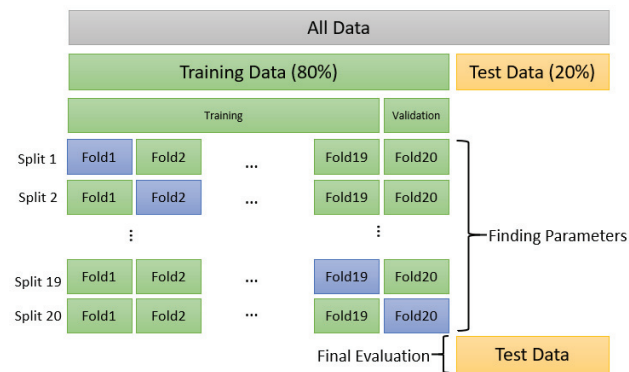 All Data
Training Data (80%) Test Data (20%)
Training Validation
Split 1 Fold1 Fold2 ... Fold19 Fold20
Split 2 Fold1 Fold2 ... Fold19 Fold20
⋮ ⋮
Finding Parameters
Split 19 Fold1 Fold2 ... Fold19 Fold20
Split 20 Fold1 Fold2 ... Fold19 Fold20
Final Evaluation Test Data